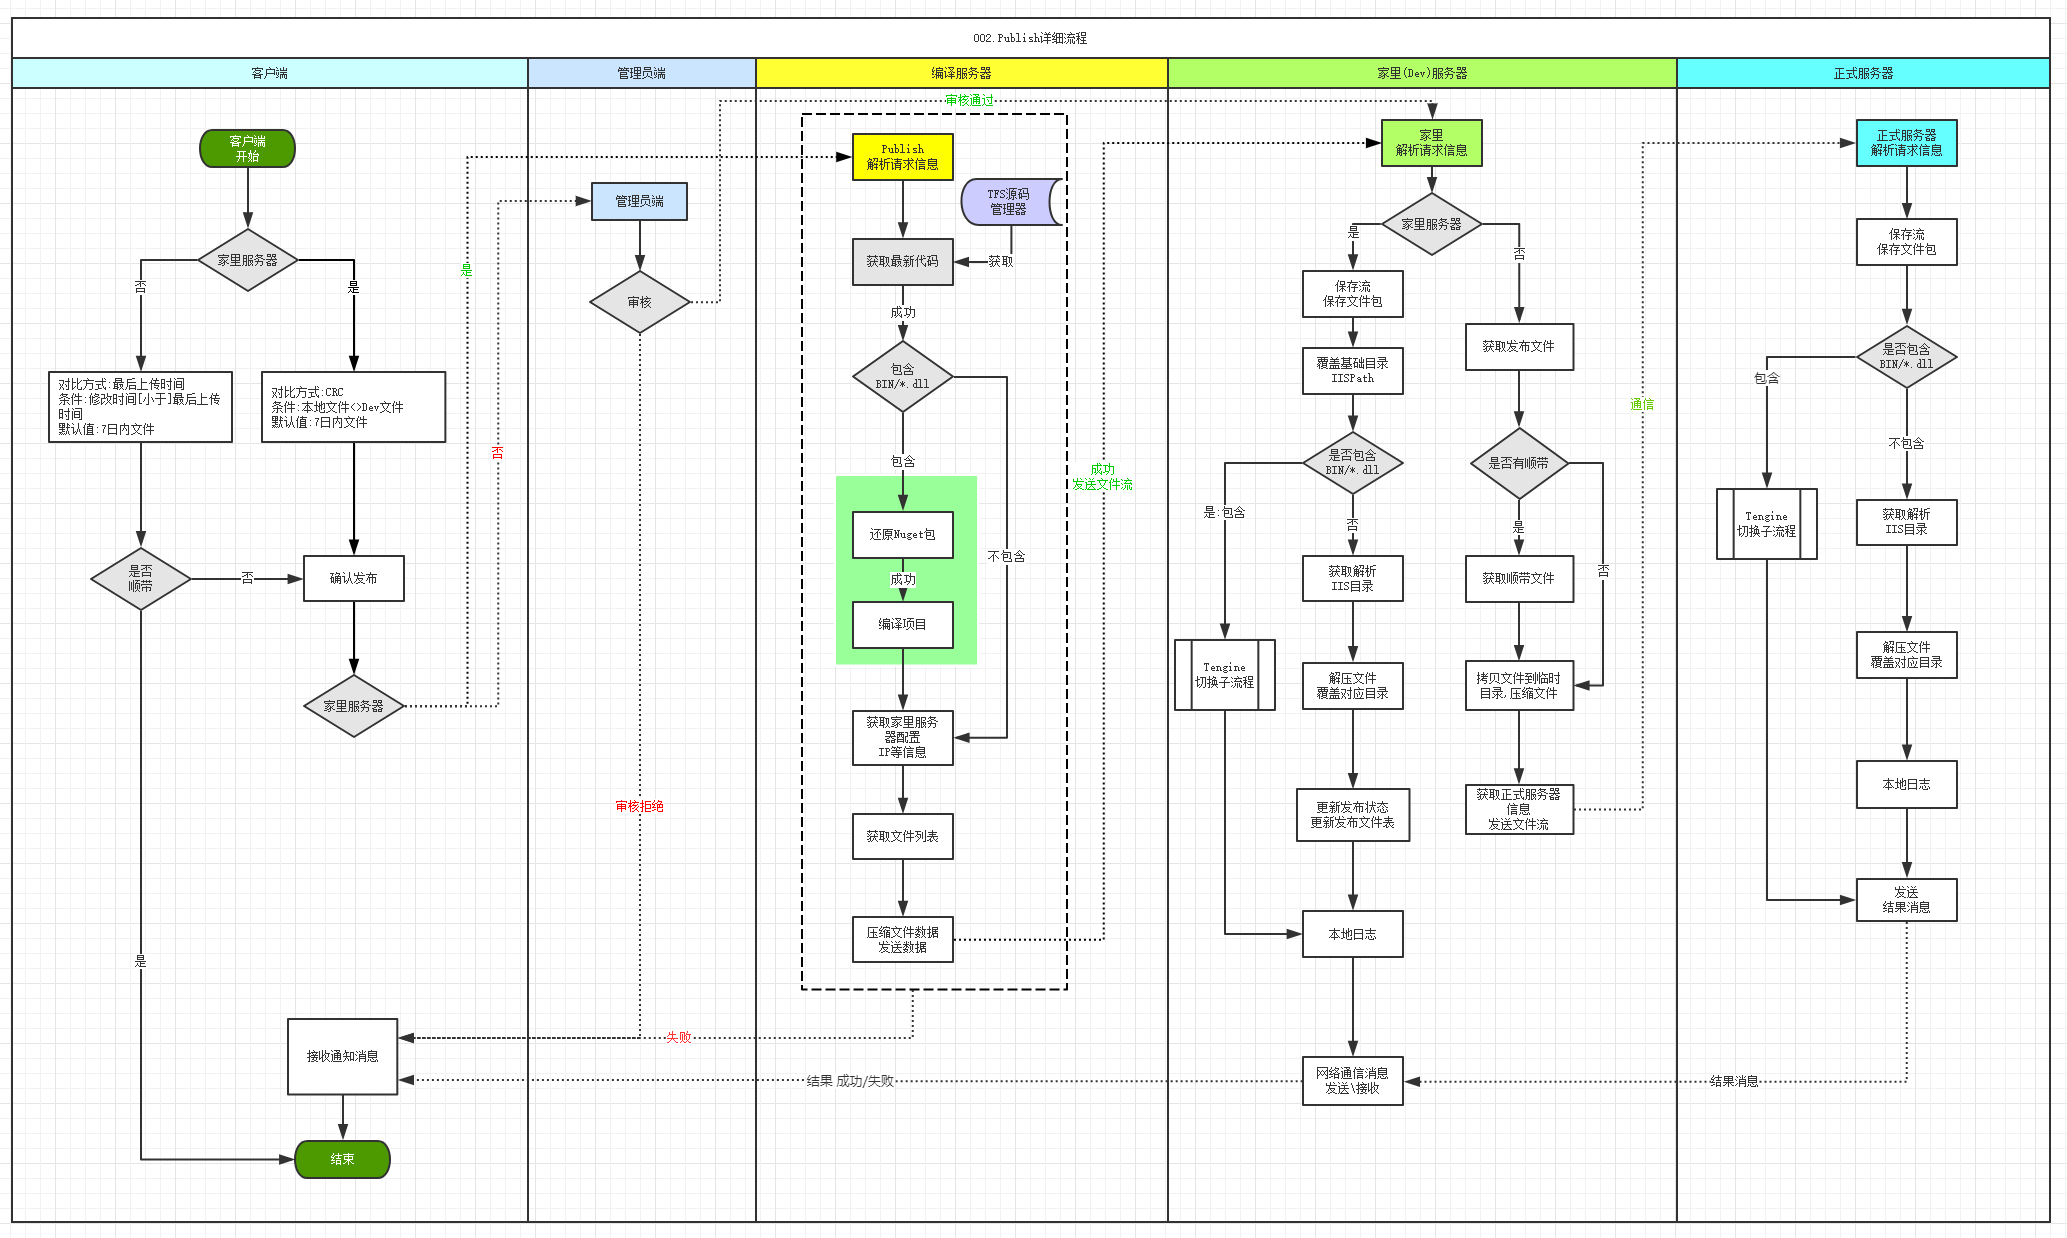 002.Publish详细流程
客户端
管理员端
编译服务器
家里(Dev)服务器
正式服务器
客户端
开始
家里服务器
否
是
对比方式:最后上传时间
条件:修改时间[小于]最后上传
时间
默认值:7日内文件
对比方式:CRC
条件:本地文件<>Dev文件
默认值:7日内文件
是否
顺带
否
确认发布
家里服务器
是
否
是
接收通知消息
结束
管理员端
审核
审核通过
审核拒绝
失败
结果 成功/失败
Publish
解析请求信息
TFS源码
管理器
获取最新代码
获取
成功
包含
BIN/*.dll
包含
不包含
还原Nuget包
成功
编译项目
获取家里服务
器配置
IP等信息
获取文件列表
压缩文件数据
发送数据
成功
发送文件流
家里
解析请求信息
家里服务器
是
否
保存流
保存文件包
覆盖基础目录
IISPath
是否包含
BIN/*.dll
是:包含
否
获取解析
IIS目录
Tengine
切换子流程
解压文件
覆盖对应目录
更新发布状态
更新发布文件表
本地日志
网络通信消息
发送\接收
获取发布文件
是否有顺带
是
否
获取顺带文件
拷贝文件到临时
目录,压缩文件
获取正式服务器
信息
发送文件流
通信
正式服务器
解析请求信息
保存流
保存文件包
是否包含
BIN/*.dll
包含
不包含
Tengine
切换子流程
获取解析
IIS目录
解压文件
覆盖对应目录
本地日志
发送
结果消息
结果消息